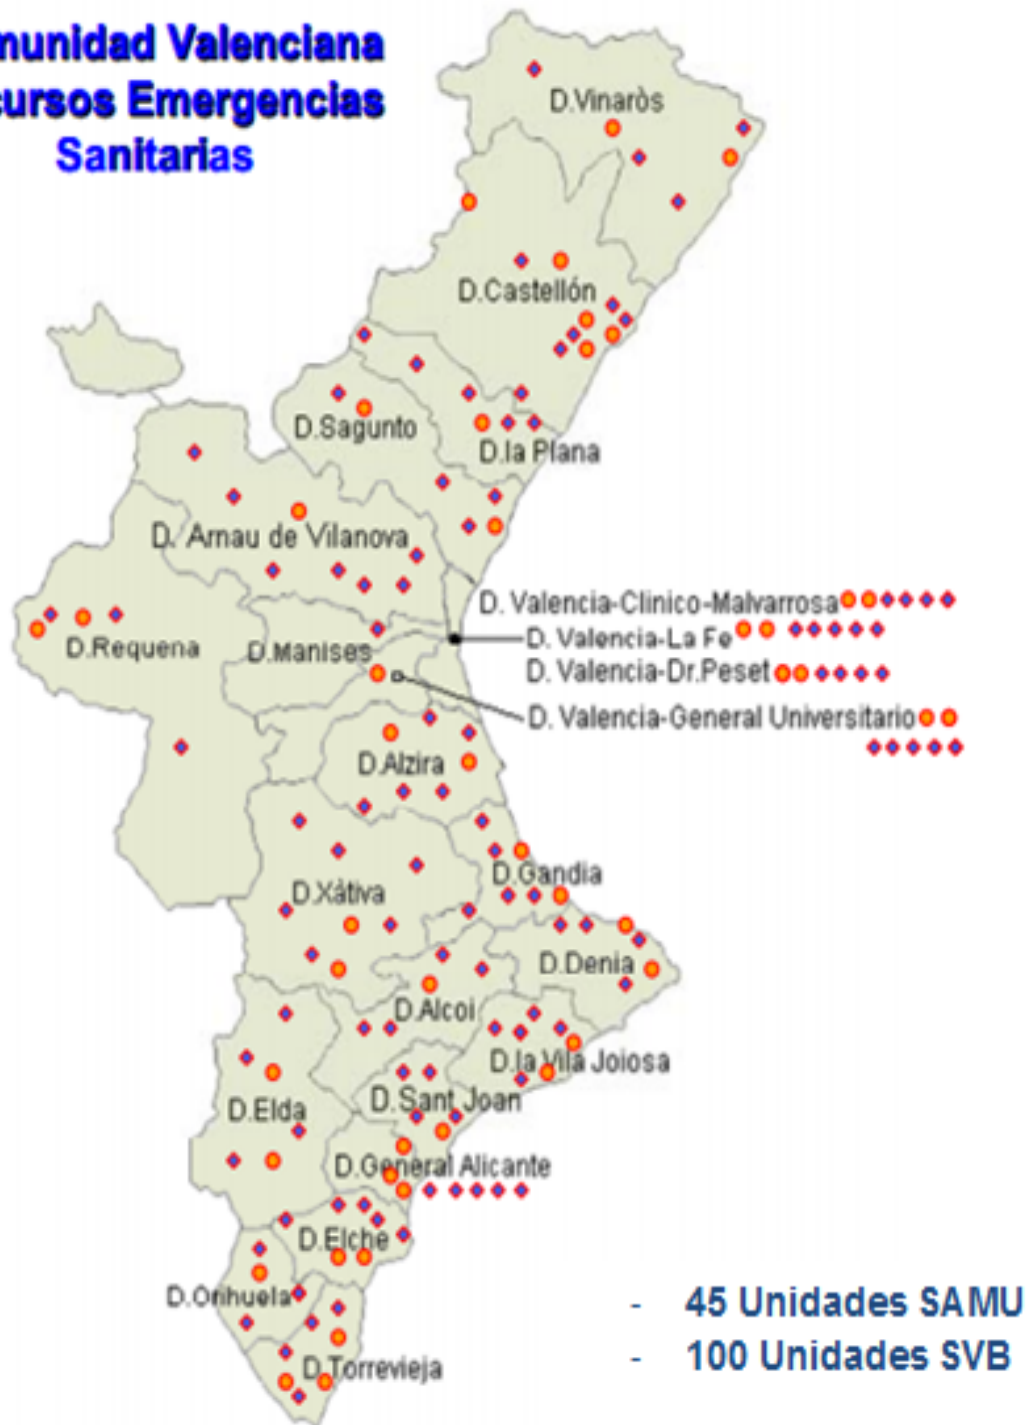 munidad Valenciana
cursos Emergencias
Sanitarias
D.Vinaròs
D.Castellón
D.Sagunto
D.la Plana
D. Arnau de Vilanova
D. Valencia-Clinico-Malvarrosa
D. Valencia-La Fe
D.Requena
D.Manises
D. Valencia-Dr.Peset
D. Valencia-General Universitario
D.Alzira
D.Gandia
D.Xàtiva
D.Denia
D.Alcoi
D.la Vila Joiosa
D.Elda
D.Sant Joan
D.General Alicante
D.Elche
D.Orihuela
D.Torrevieja
- 45 Unidades SAMU
- 100 Unidades SVB